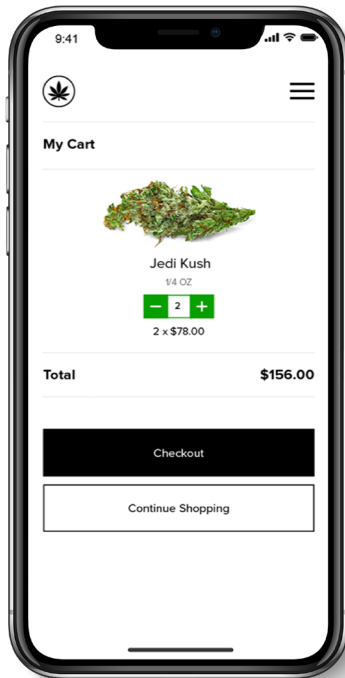 9:41
My Cart
Jedi Kush
1/4 OZ
− 2 +
2 x $78.00
Total $156.00
Checkout
Continue Shopping